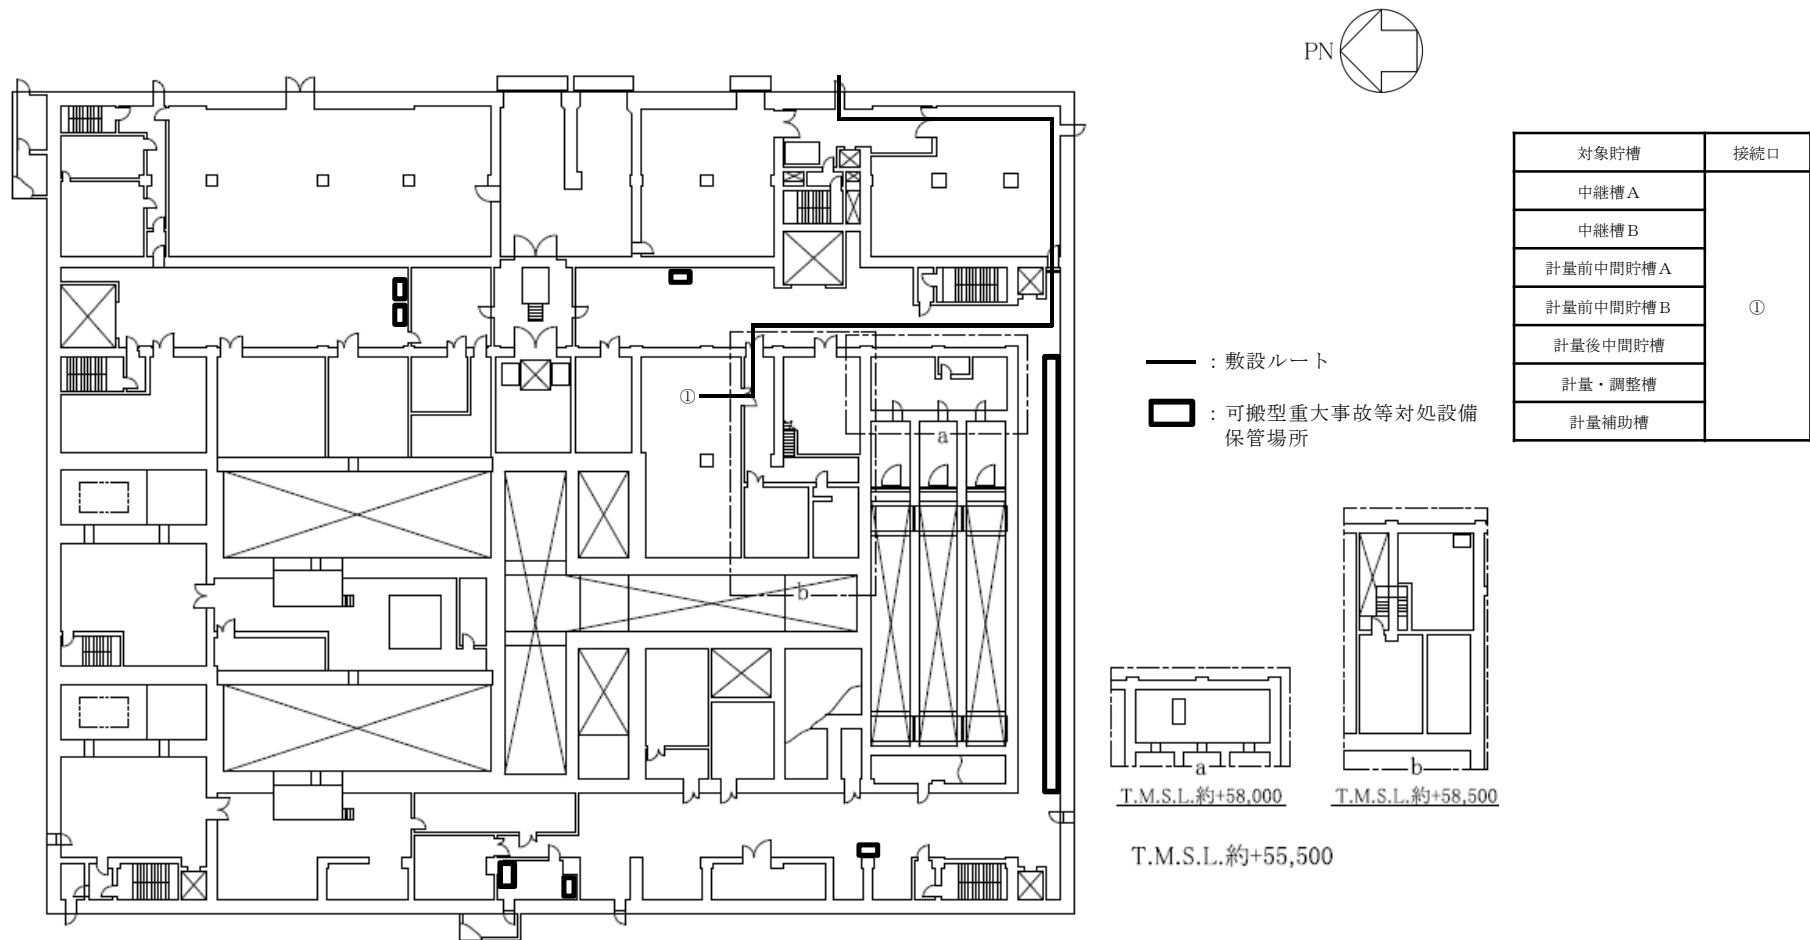 PN
対象貯槽 接続口
中継槽A
中継槽B
計量前中間貯槽A
計量前中間貯槽B
計量後中間貯槽
計量・調整槽
計量補助槽
①
：敷設ルート
：可搬型重大事故等対処設備
保管場所
①
a
b
a
T.M.S.L.約+58,000
b
T.M.S.L.約+58,500
T.M.S.L.約+55,500